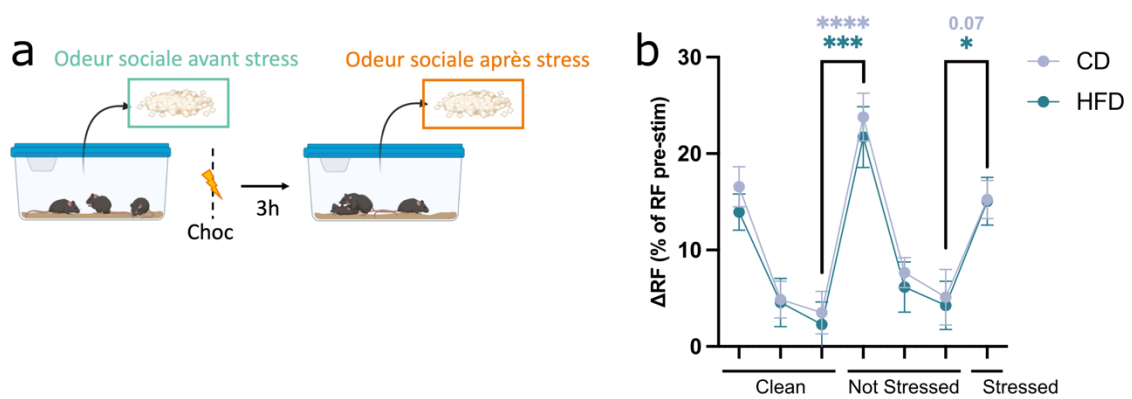 a
Odeur sociale avant stress
Odeur sociale après stress
Choc
3h
b
**** 0.07
*** *
ΔRF (% of RF pre-stim)
30
20
10
0
Clean Not Stressed Stressed
CD
HFD